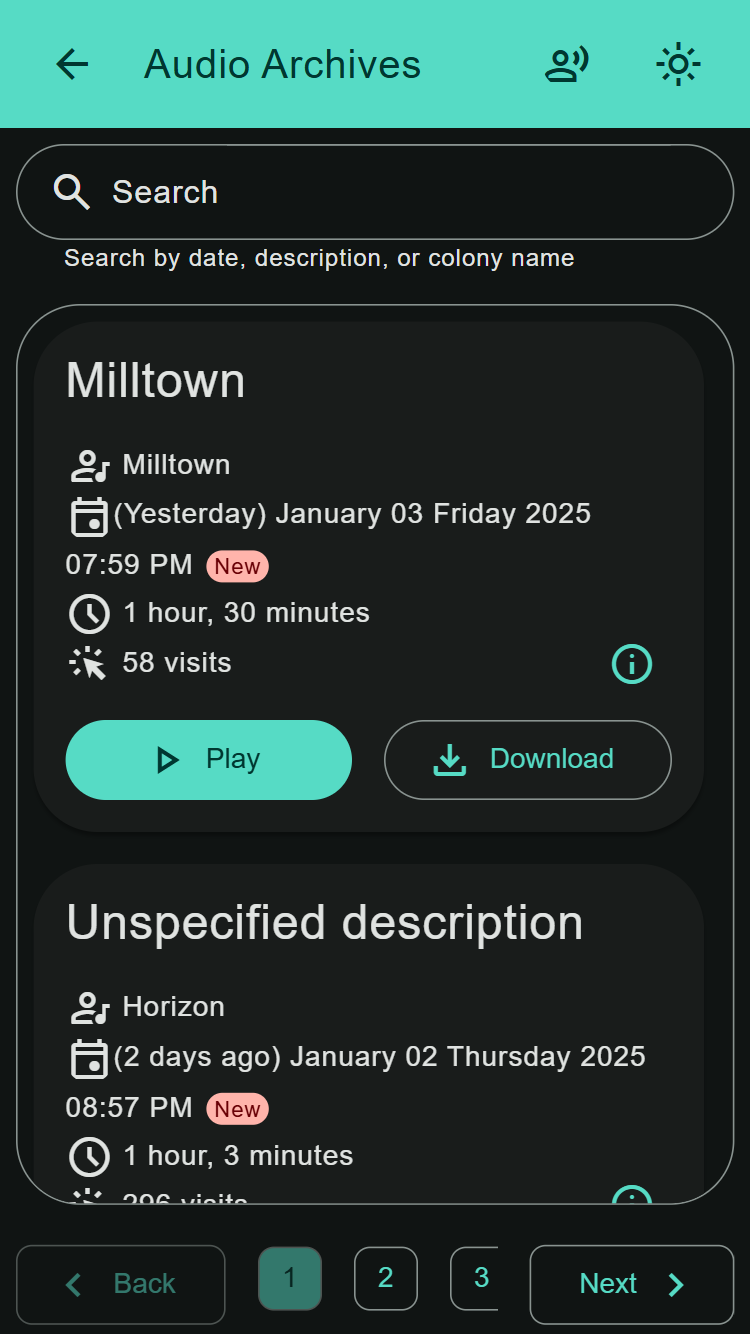 Audio Archives
Search
Search by date, description, or colony name
Milltown
Milltown
(Yesterday) January 03 Friday 2025
07:59 PM New
1 hour, 30 minutes
58 visits
Play
Download
Unspecified description
Horizon
(2 days ago) January 02 Thursday 2025
08:57 PM New
1 hour, 3 minutes
296 visits
Back
1
2
3
Next